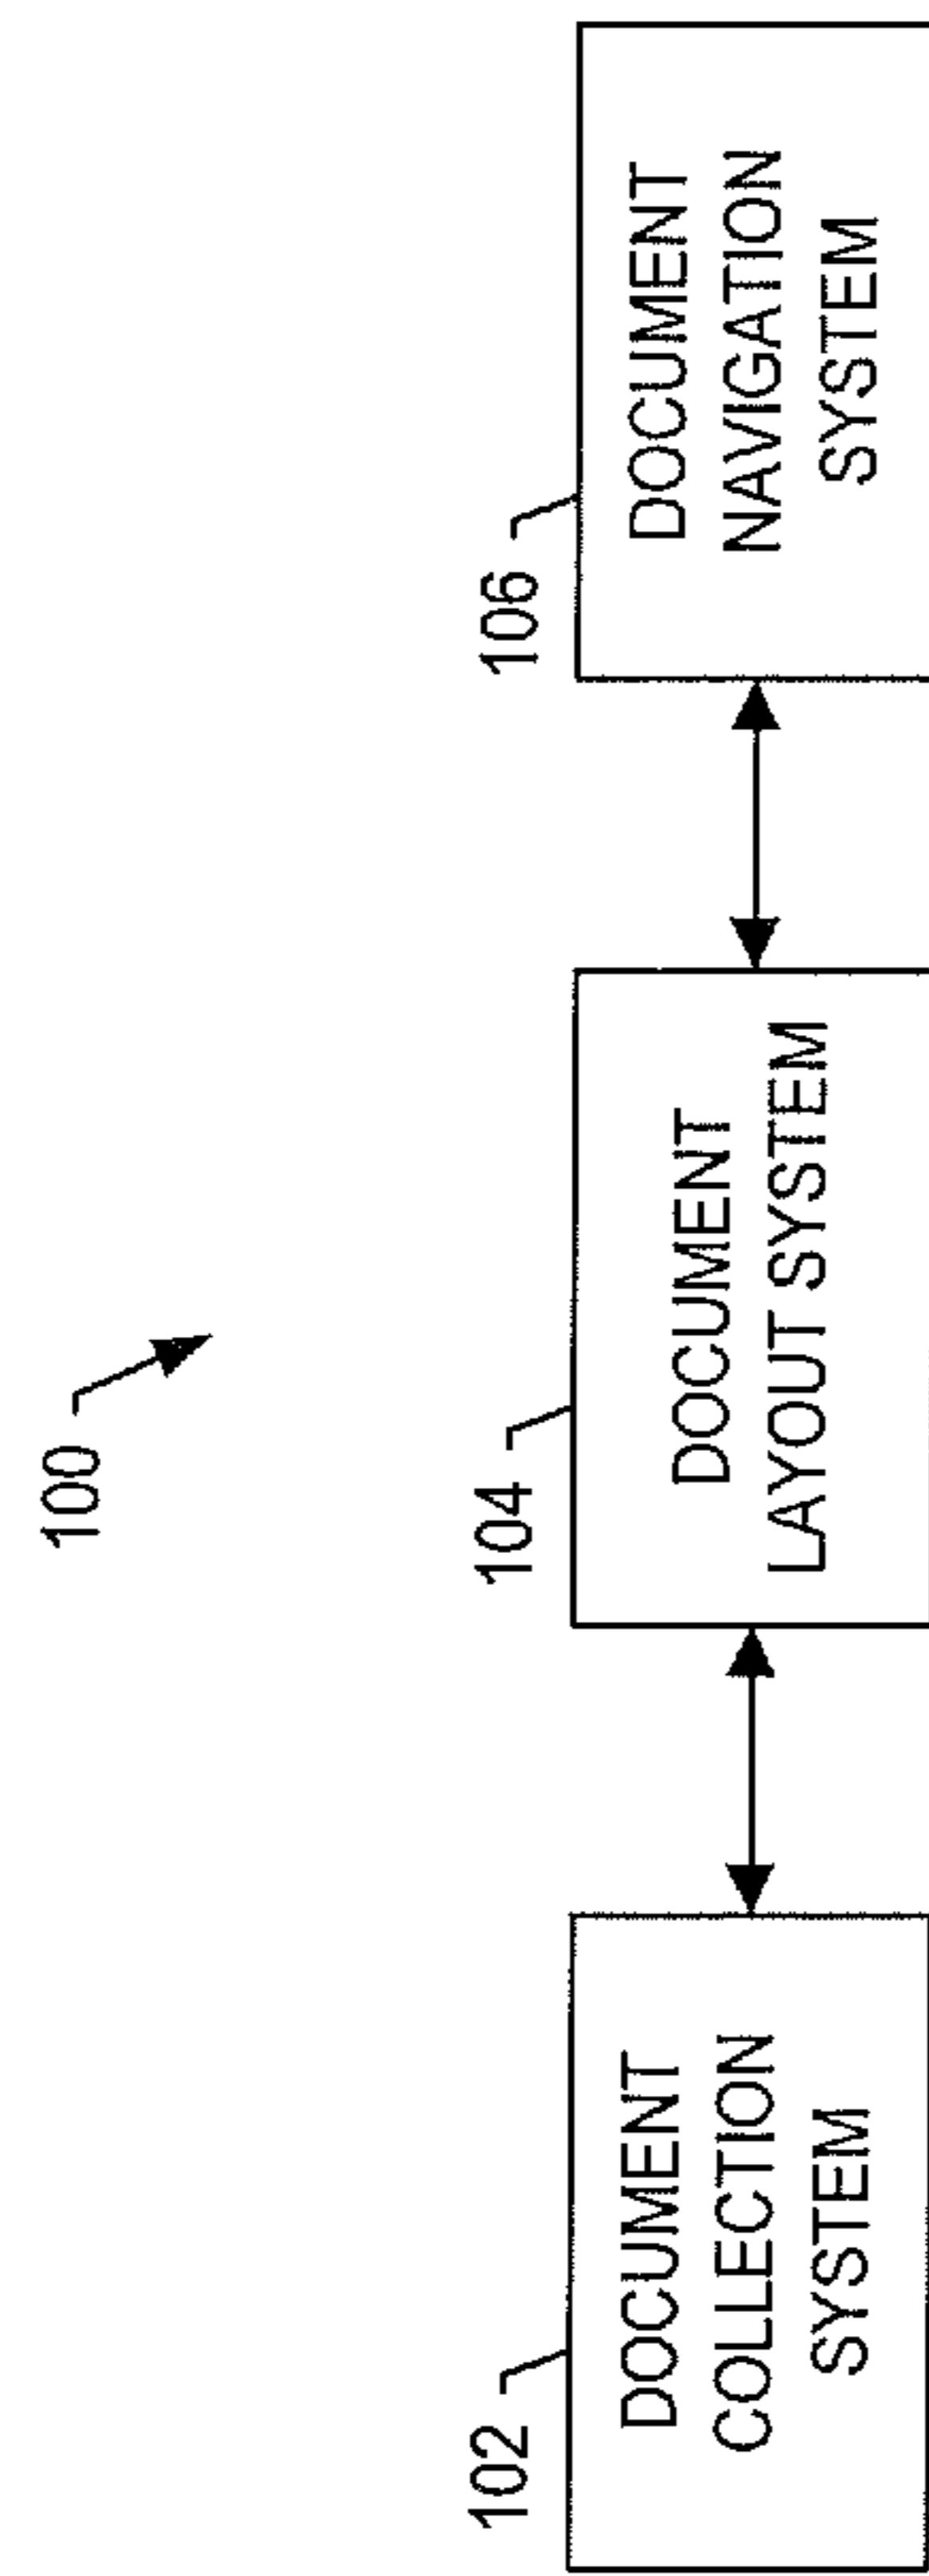 100
102
DOCUMENT
COLLECTION
SYSTEM
104
DOCUMENT
LAYOUT SYSTEM
106
DOCUMENT
NAVIGATION
SYSTEM